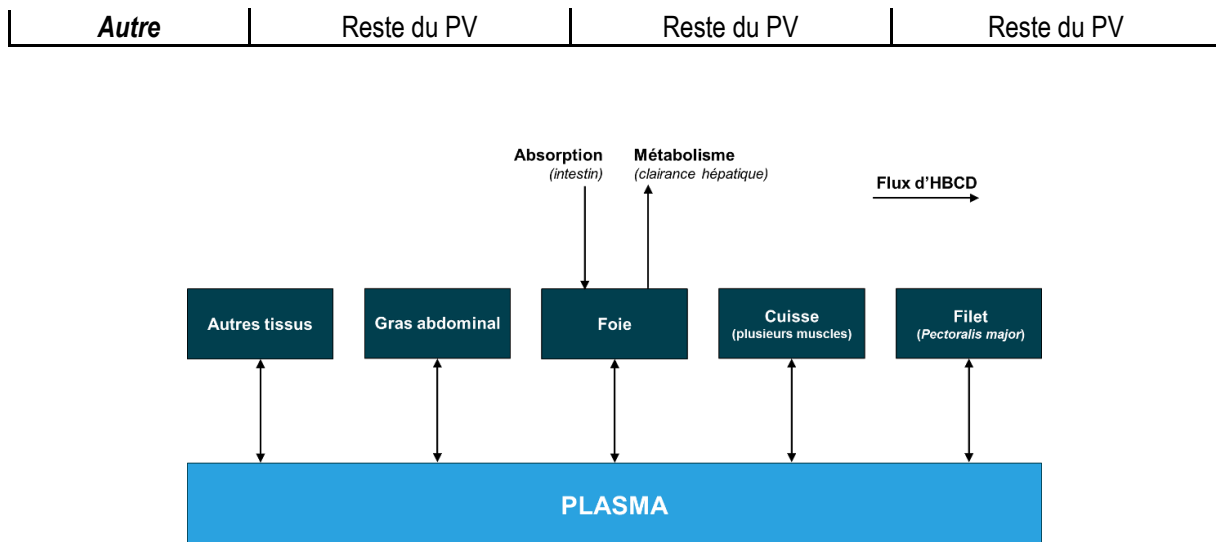 Autre Reste du PV Reste du PV Reste du PV
Absorption Métabolisme
(intestin) (clairance hépatique)
Flux d’HBCD
Autres tissus Gras abdominal Foie Cuisse Filet
(plusieurs muscles) (Pectoralis major)
PLASMA